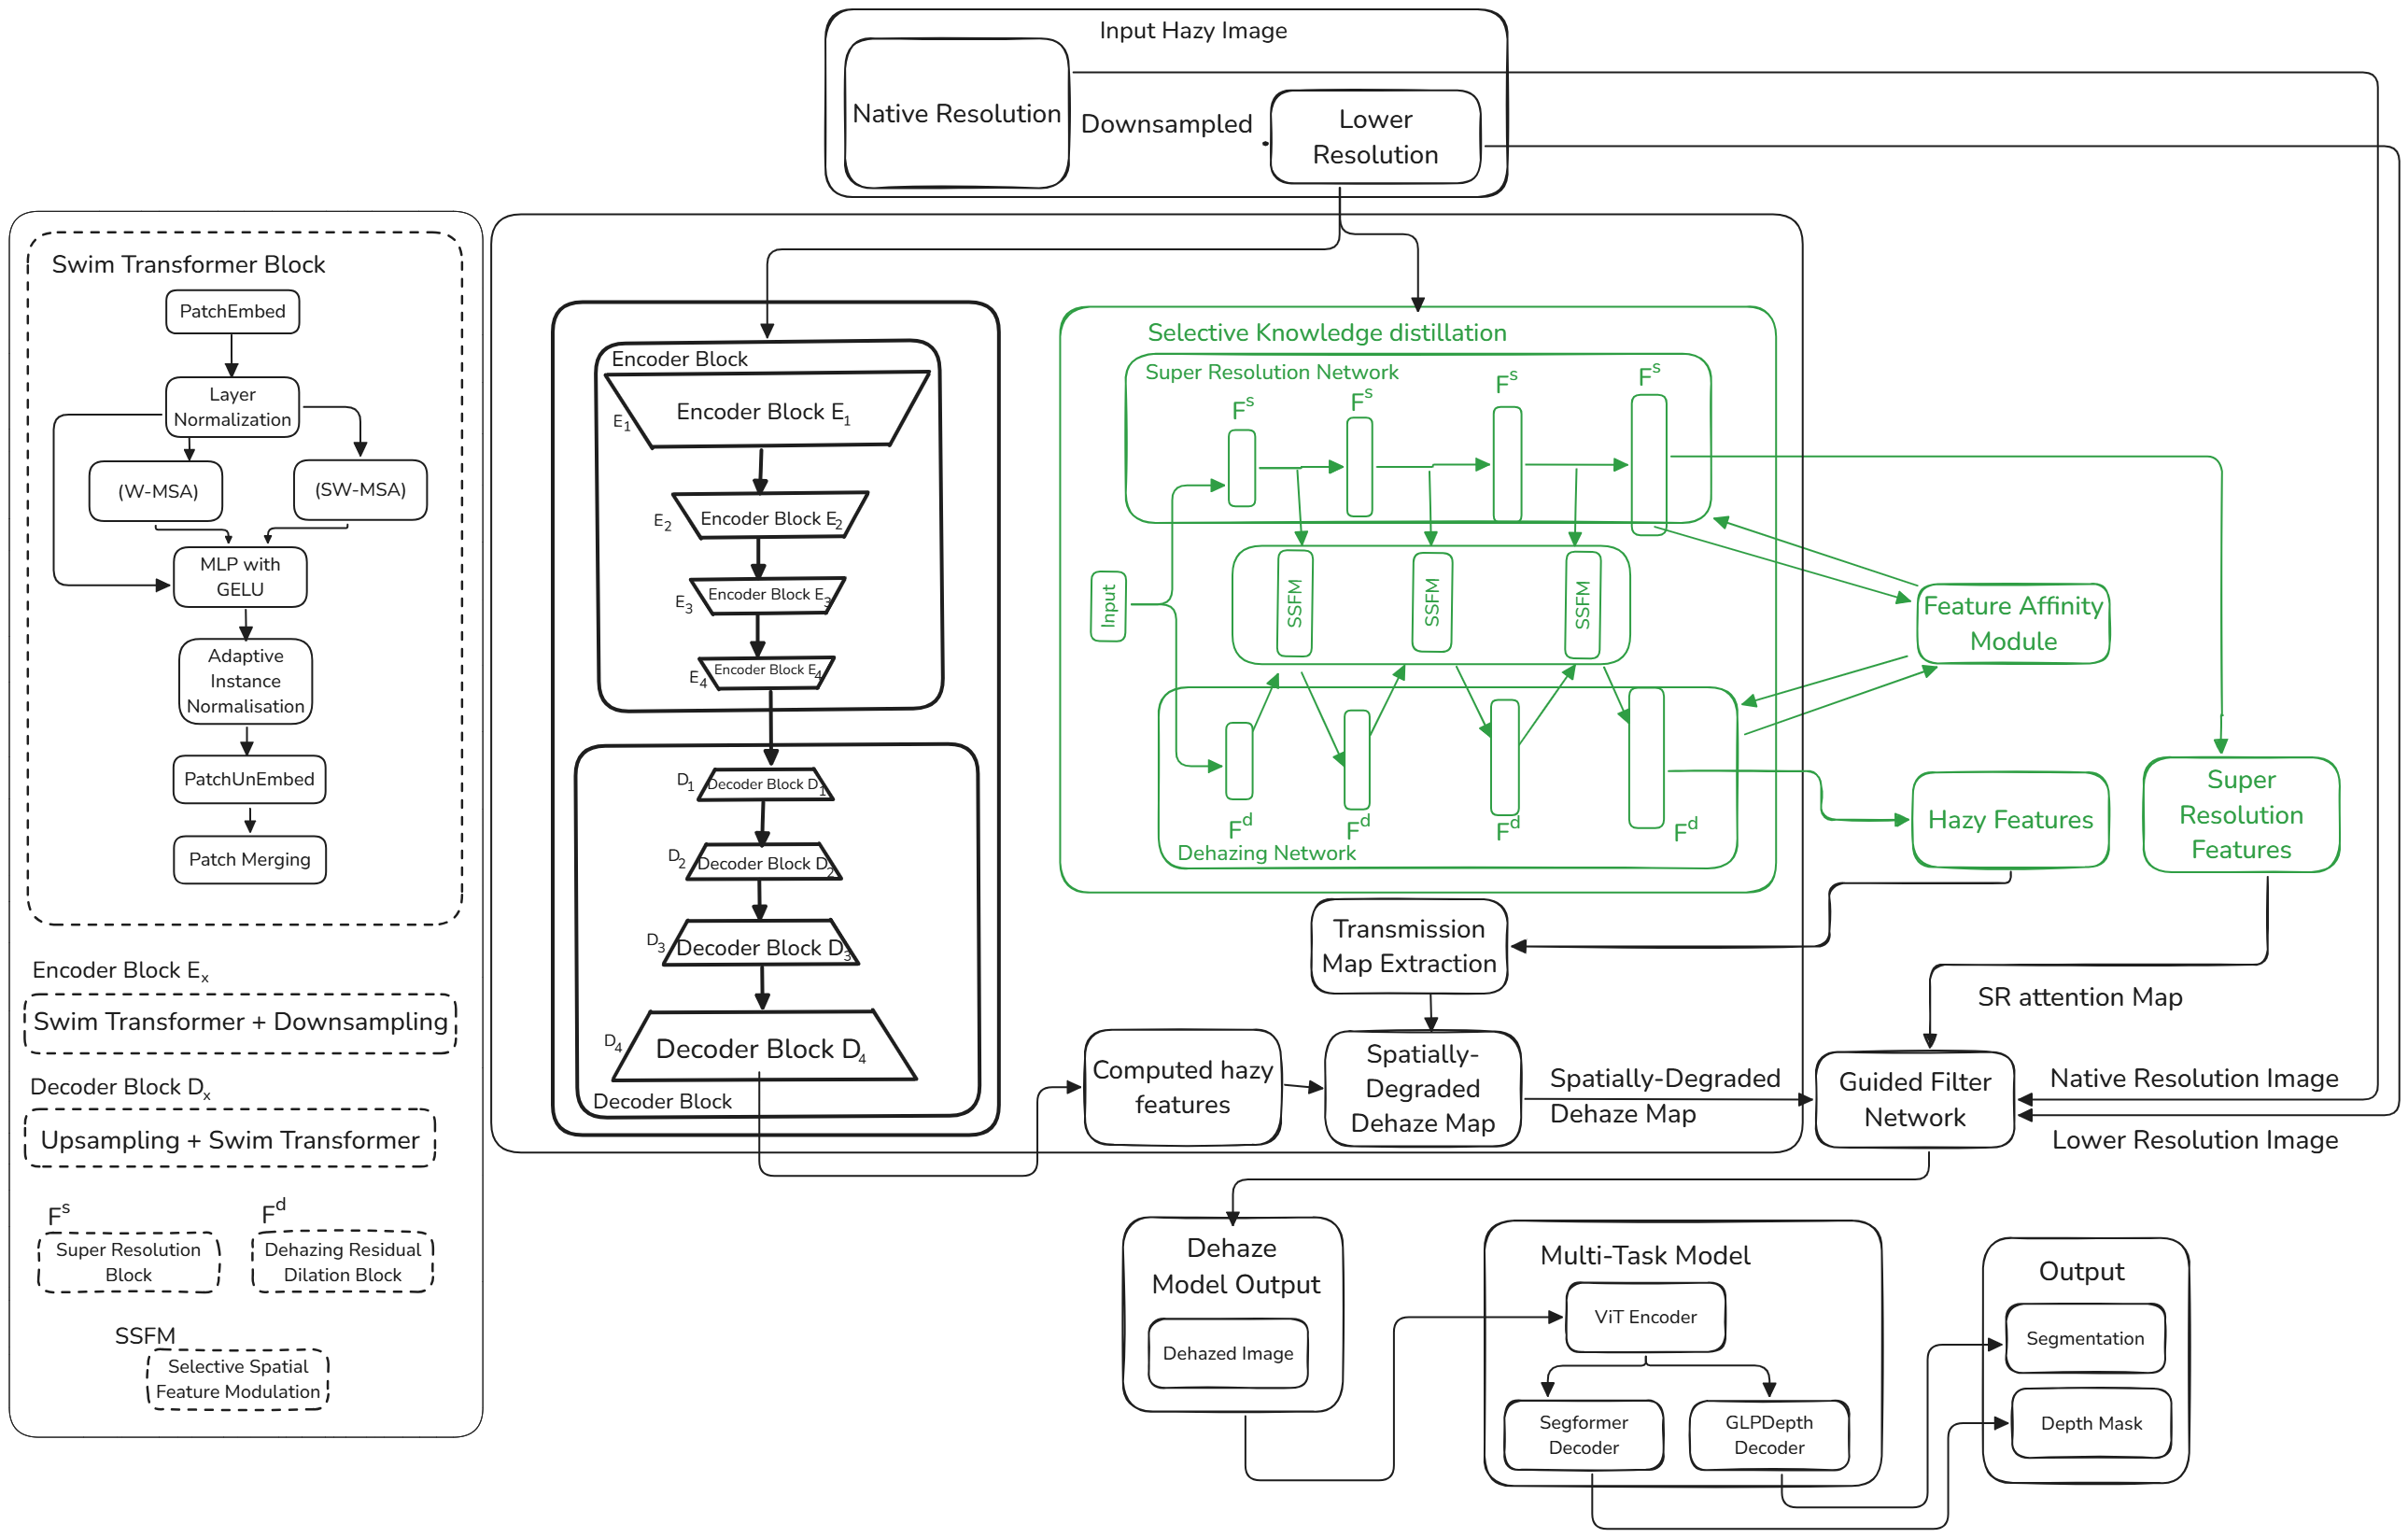 Input Hazy Image
Native Resolution
Downsampled
Lower
Resolution
Swim Transformer Block
PatchEmbed
Layer
Normalization
(W-MSA)
(SW-MSA)
MLP with
GELU
Adaptive
Instance
Normalisation
PatchUnEmbed
Patch Merging
Encoder Block Ex
Swim Transformer + Downsampling
Decoder Block Dx
Upsampling + Swim Transformer
Fs
Super Resolution
Block
Fd
Dehazing Residual
Dilation Block
SSFM
Selective Spatial
Feature Modulation
Encoder Block
E1
Encoder Block E1
E2
Encoder Block E2
E3
Encoder Block E3
E4
Encoder Block E4
D1
Decoder Block D1
D2
Decoder Block D2
D3
Decoder Block D3
D4
Decoder Block D4
Decoder Block
Selective Knowledge distillation
Super Resolution Network
Fs
Fs
Fs
Fs
Input
SSFM
SSFM
SSFM
Fd
Fd
Fd
Fd
Dehazing Network
Feature Affinity
Module
Hazy Features
Super
Resolution
Features
Transmission
Map Extraction
SR attention Map
Computed hazy
features
Spatially-
Degraded
Dehaze Map
Spatially-Degraded
Dehaze Map
Guided Filter
Network
Native Resolution Image
Lower Resolution Image
Dehaze
Model Output
Dehazed Image
Multi-Task Model
ViT Encoder
Segformer
Decoder
GLPDepth
Decoder
Output
Segmentation
Depth Mask